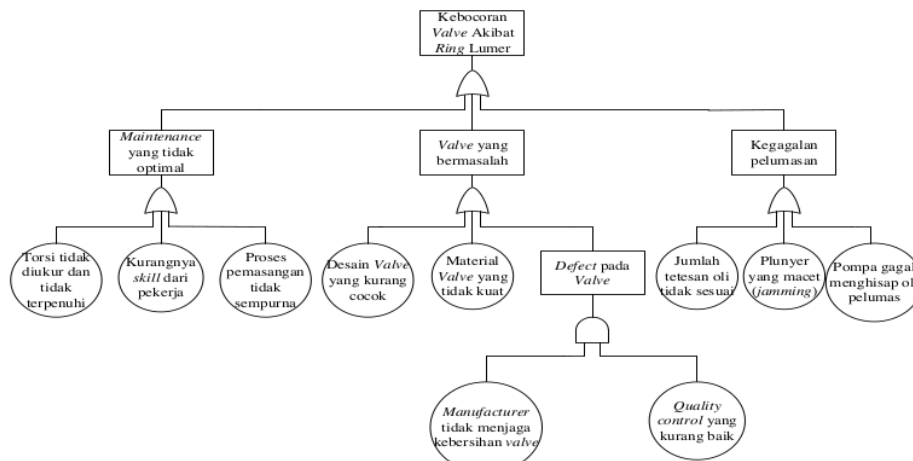 Kebocoran
Valve Akibat
Ring Lumer
Maintenance
yang tidak
optimal
Valve yang
bermasalah
Kegagalan
pelumasan
Torsi tidak
diukur dan
tidak
terpenuhi
Kurangnya
skill dari
pekerja
Proses
pemasangan
tidak
sempurna
Desain Valve
yang kurang
cocok
Material
Valve yang
tidak kuat
Defect pada
Valve
Jumlah
tetesan oli
tidak sesuai
Plunyer
yang macet
(jamming)
Pompa gagal
menghisap ol
pelumas
Manufacturer
tidak menjaga
kebersihan valve
Quality
control yang
kurang baik